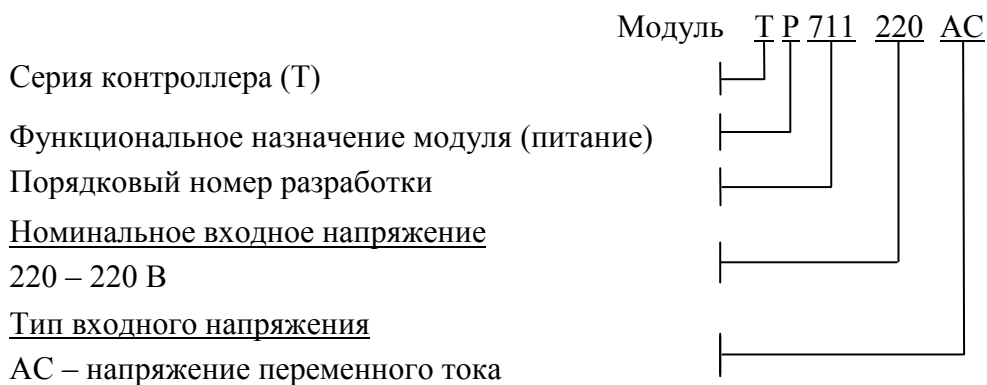 Модуль Т Р 711 220 АС
Серия контроллера (Т)
Функциональное назначение модуля (питание)
Порядковый номер разработки
Номинальное входное напряжение
220 – 220 В
Тип входного напряжения
АС – напряжение переменного тока